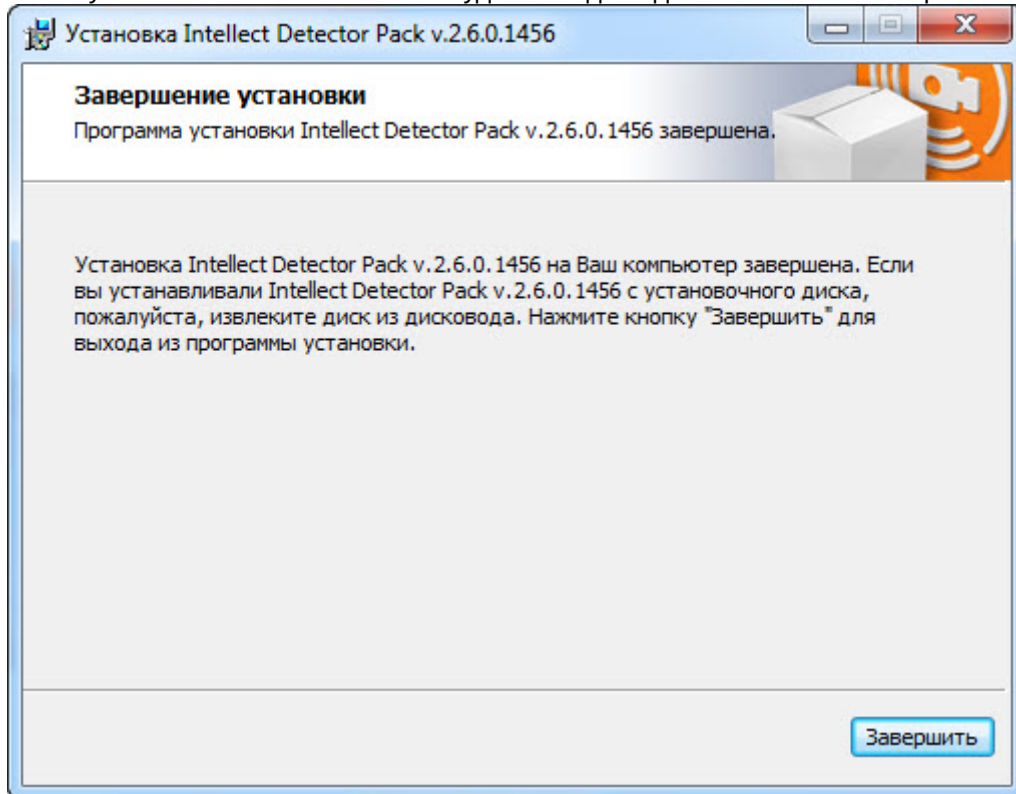 Установка Intellect Detector Pack v.2.6.0.1456
Завершение установки
Программа установки Intellect Detector Pack v.2.6.0.1456 завершена.
Установка Intellect Detector Pack v.2.6.0.1456 на Ваш компьютер завершена. Если
вы устанавливали Intellect Detector Pack v.2.6.0.1456 с установочного диска,
пожалуйста, извлеките диск из дисковода. Нажмите кнопку "Завершить" для
выхода из программы установки.
Завершить